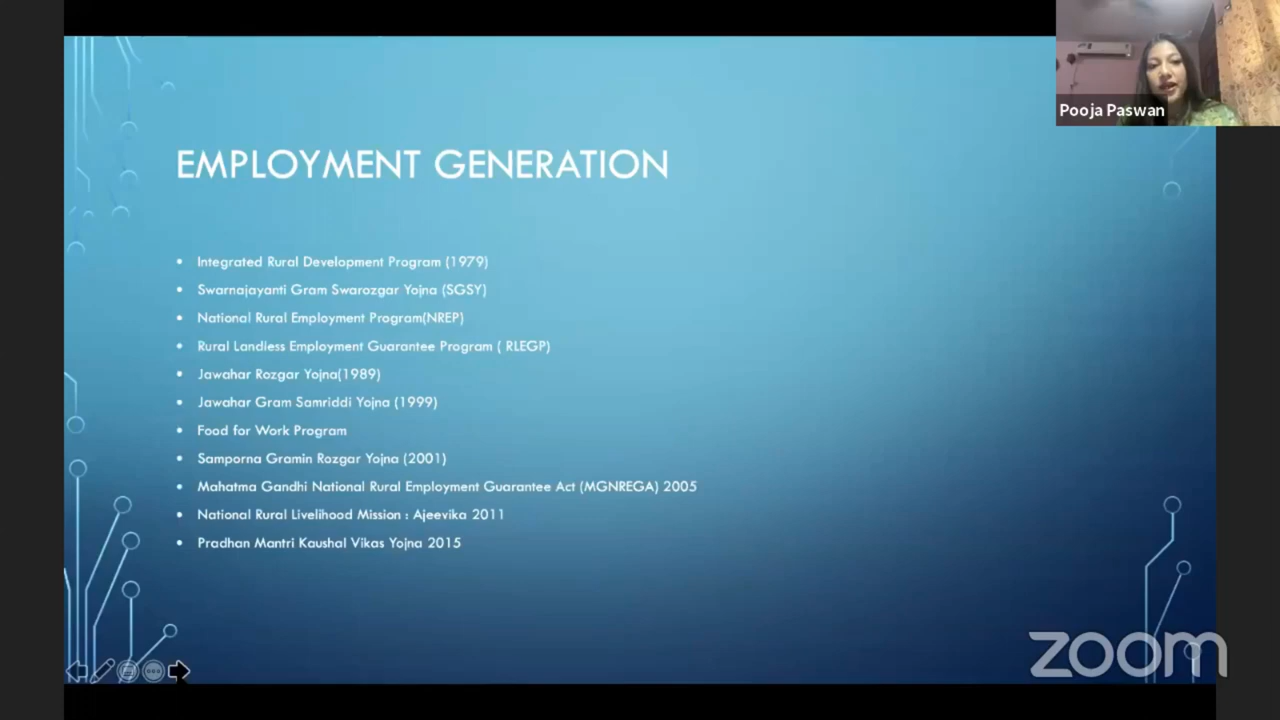 Pooja Paswan
EMPLOYMENT GENERATION
• Integrated Rural Development Program (1979)
• Swarnajayanti Gram Swarozgar Yojna (SGSY)
• National Rural Employment Program(NREP)
• Rural Landless Employment Guarantee Program ( RLEGP)
• Jawahar Rozgar Yojna(1989)
• Jawahar Gram Samriddi Yojna (1999)
• Food for Work Program
• Samporna Gramin Rozgar Yojna (2001)
• Mahatma Gandhi National Rural Employment Guarantee Act (MGNREGA) 2005
• National Rural Livelihood Mission : Ajeevika 2011
• Pradhan Mantri Kaushal Vikas Yojna 2015
zoom